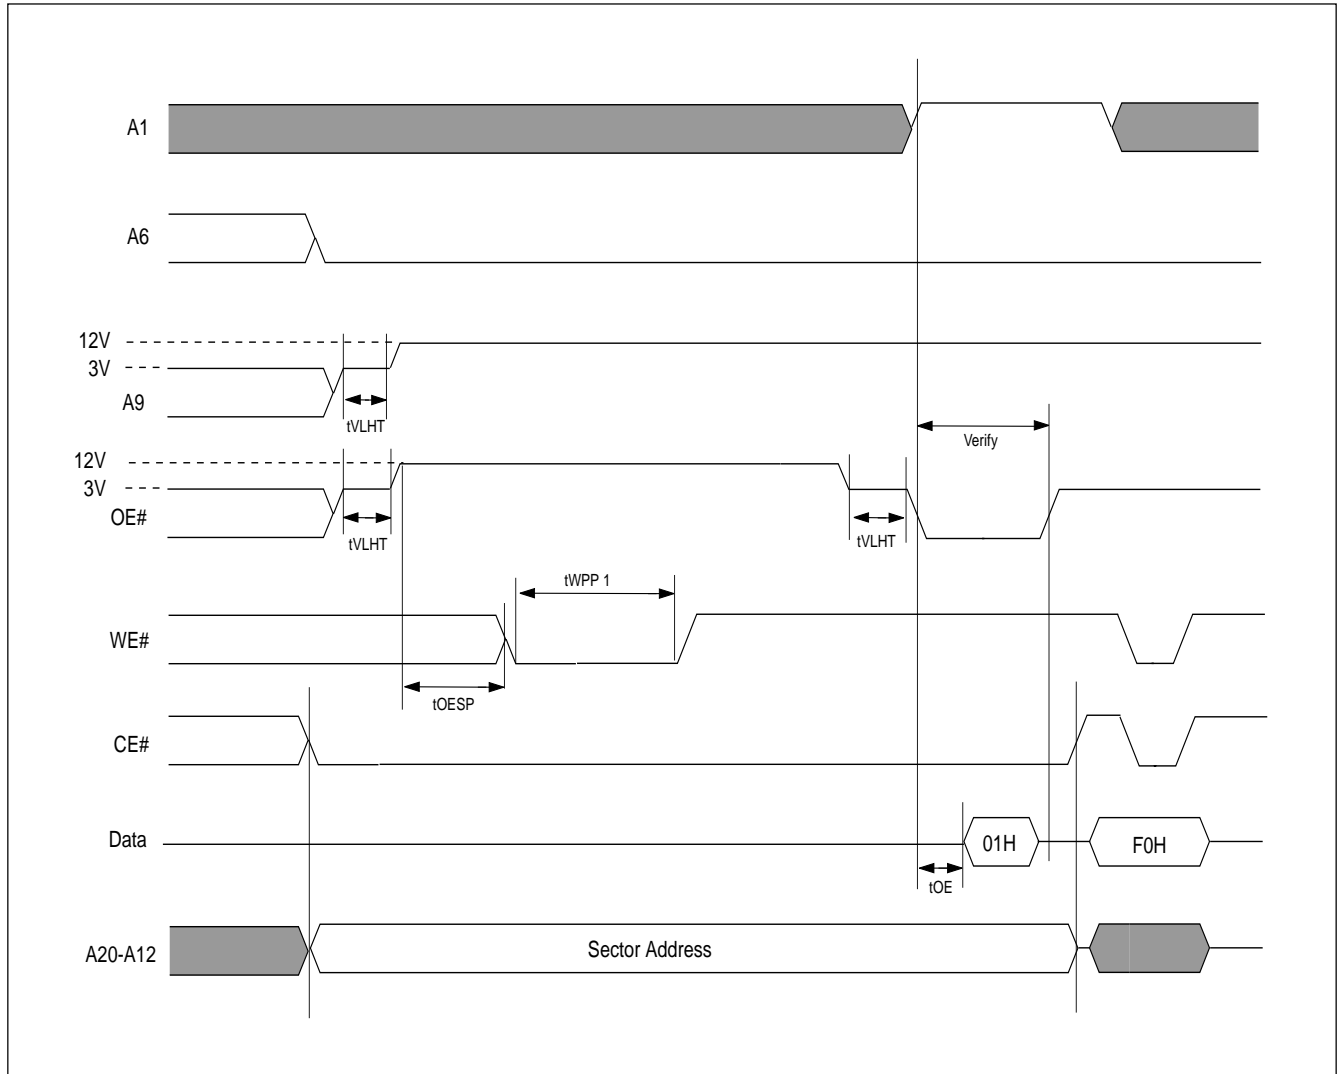 A1
A6
12V
3V
A9
tVLHT
Verify
12V
3V
OE#
tVLHT
tVLHT
tWPP 1
WE#
tOESP
CE#
Data
01H
F0H
tOE
A20-A12
Sector Address